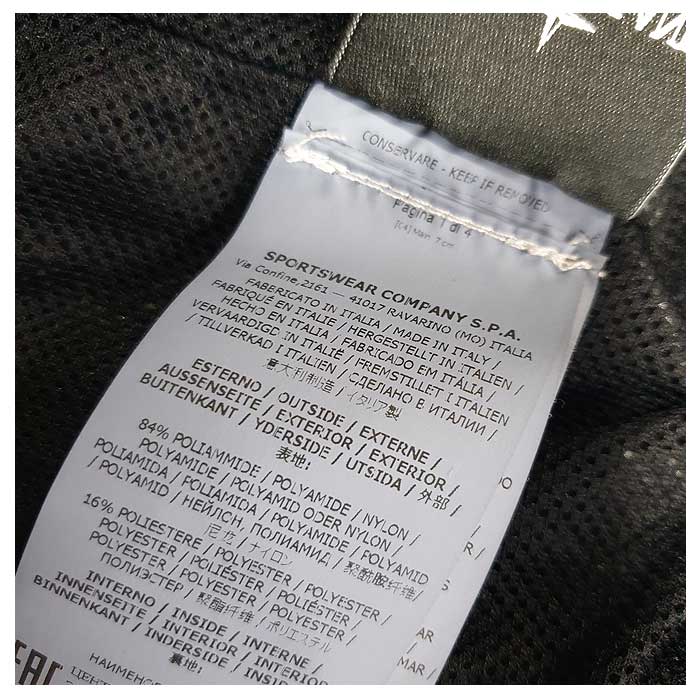 CONSERVARE - KEEP IF REMOVED
Pagina 1 di 4
SPORTSWEAR COMPANY S.P.A.
Via Confine,2161 — 41017 RAVARINO (MO) ITALIA
FABBRICATO IN ITALIA / MADE IN ITALY /
FABRIQUÉ EN ITALIE / HERGESTELLT IN ITALIEN /
HECHO EN ITALIA / FABRICADO EM ITÁLIA /
VERVAARDIGD IN ITALIË / FREMSTILLET I ITALIEN
/ TILLVERKAD I ITALIEN / СДЕЛАНО В ИТАЛИИ /
意大利制造 / イタリア製
ESTERNO / OUTSIDE / EXTERNE /
AUSSENSEITE / EXTERIOR / EXTERIOR /
BUITENKANT / YDERSIDE / UTSIDA / 外部 /
表地:
84% POLIAMMIDE / POLYAMIDE / NYLON /
POLYAMIDE / POLYAMID ODER NYLON /
POLIAMIDA / POLIAMIDA / POLYAMIDE / POLYAMID
/ POLYAMID / НЕЙЛОН, ПОЛИАМИД / 聚酰胺纤维/
尼龙 / ナイロン
16% POLIESTERE / POLYESTER / POLYESTER /
POLYESTER / POLIÉSTER / POLIÉSTER /
POLYESTER / POLYESTER / POLYESTER /
ПОЛИЭСТЕР / 聚酯纤维 / ポリエステル
INTERNO / INSIDE / INTERNE /
INNENSEITE / INTERIOR / INTERIOR /
BINNENKANT / INDERSIDE / INSIDAN
裏地:
EAC